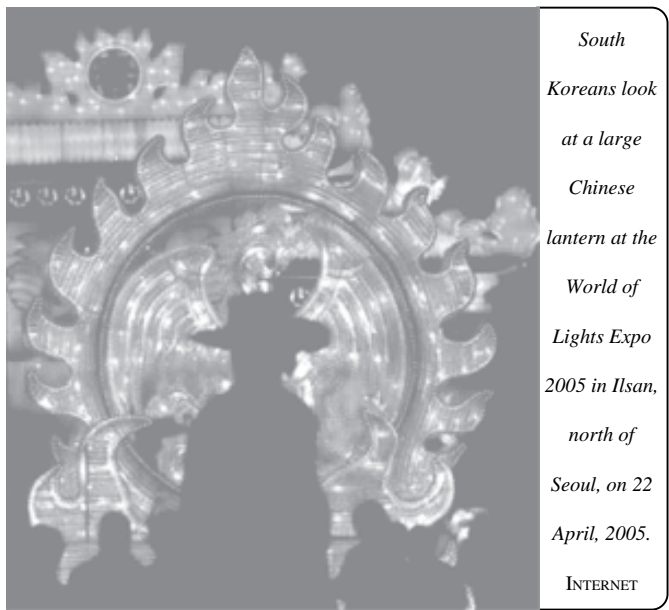 South
Koreans look
at a large
Chinese
lantern at the
World of
Lights Expo
2005 in Ilsan,
north of
Seoul, on 22
April, 2005.
INTERNET